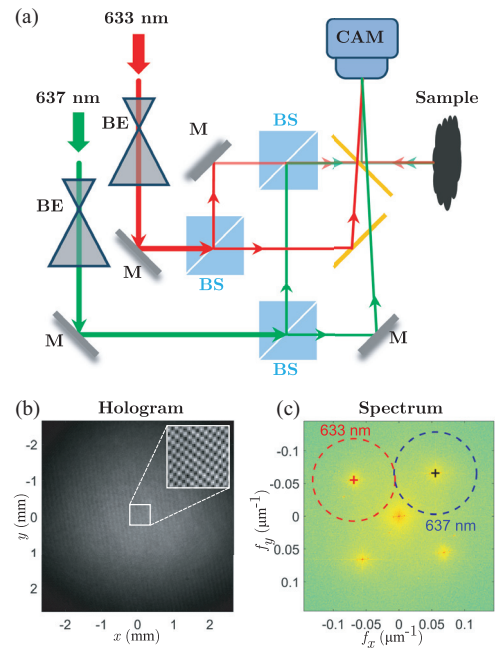 (a)
633 nm
CAM
637 nm
Sample
BE
M
BS
BE
M
BS
M
BS
M
(b) Hologram
-2
-1
0
1
2
y (mm)
-2 -1 0 1 2
x (mm)
(c) Spectrum
633 nm
637 nm
-0.1
-0.05
0
0.05
0.1
f_y (μm⁻¹)
-0.1 -0.05 0 0.05 0.1
f_x (μm⁻¹)